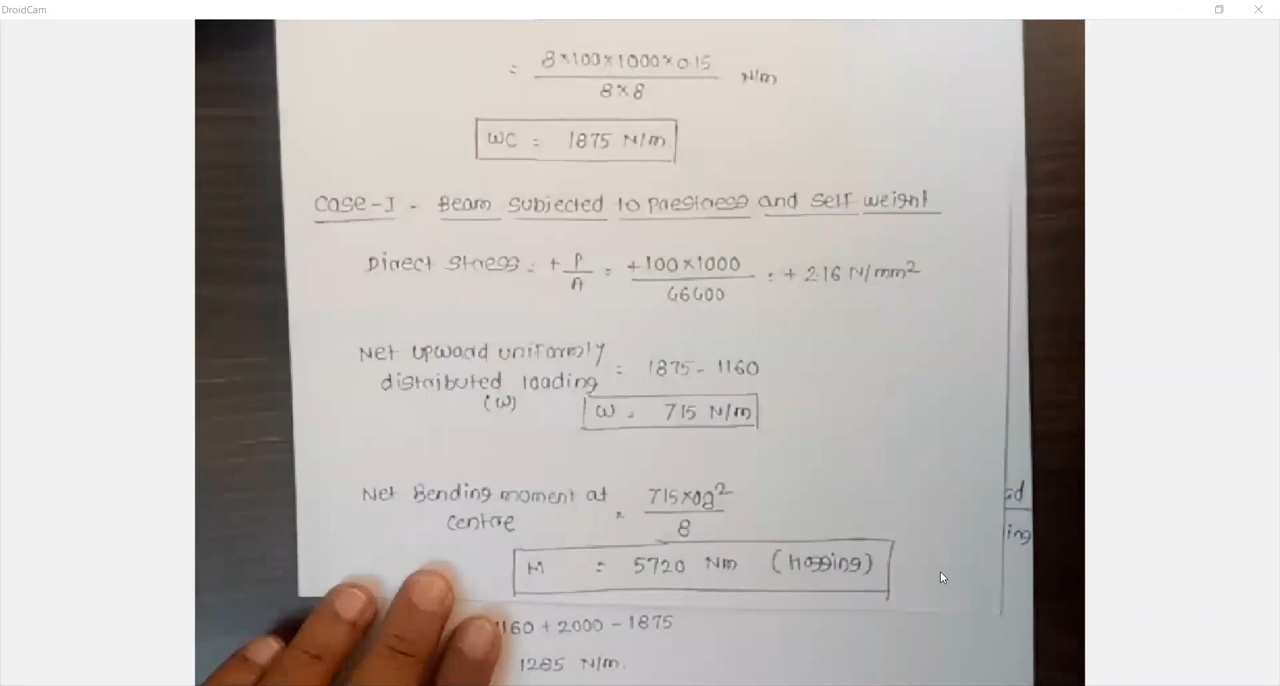 DroidCam
= 8×100×1000×0.15 / 8×8 N/m
WC = 1875 N/m
Case-I - Beam subjected to prestress and self weight
Direct stress = + P/A = +100×1000 / 46400 = + 2.16 N/mm²
Net upward uniformly
distributed loading = 1875 - 1160
(W)
W = 715 N/m
Net Bending moment at
centre = 715×8² / 8
M = 5720 Nm (hogging)
1160 + 2000 - 1875
1285 N/m.
ing